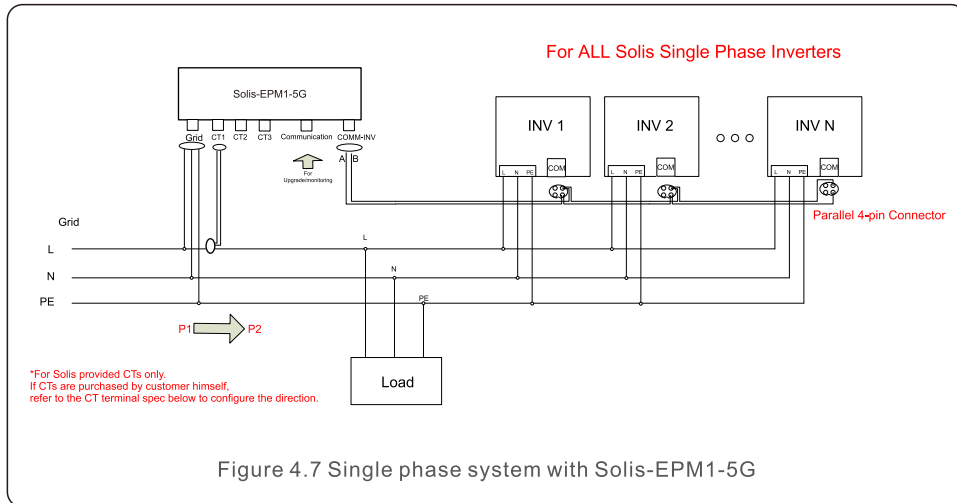 For ALL Solis Single Phase Inverters
Solis-EPM1-5G
Grid CT1 CT2 CT3 Communication COMM-INV
A B
For
Upgrade/monitoring
INV 1
L N PE
COM
INV 2
L N PE
COM
INV N
L N PE
COM
Parallel 4-pin Connector
Grid
L
N
PE
L
N
PE
P1 P2
Load
*For Solis provided CTs only.
If CTs are purchased by customer himself,
refer to the CT terminal spec below to configure the direction.
Figure 4.7 Single phase system with Solis-EPM1-5G